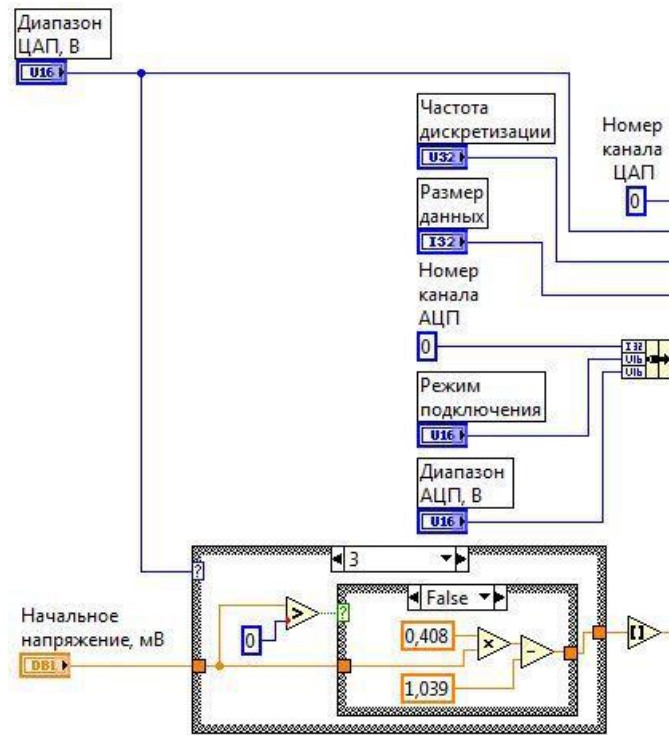 Диапазон
ЦАП, В
U16
Частота
дискретизации
U32
Номер
канала
ЦАП
0
Размер
данных
I32
Номер
канала
АЦП
0
I32
U16
U16
Режим
подключения
U16
Диапазон
АЦП, В
U16
3
?
False
>
?
0
0,408
×
-
1,039
[]
Начальное
напряжение, мВ
DBL